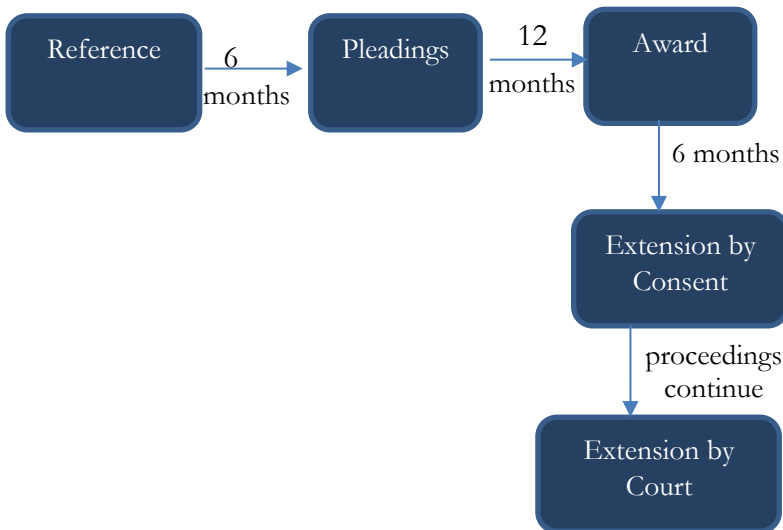 Reference
6
months
Pleadings
12
months
Award
6 months
Extension by
Consent
proceedings
continue
Extension by
Court